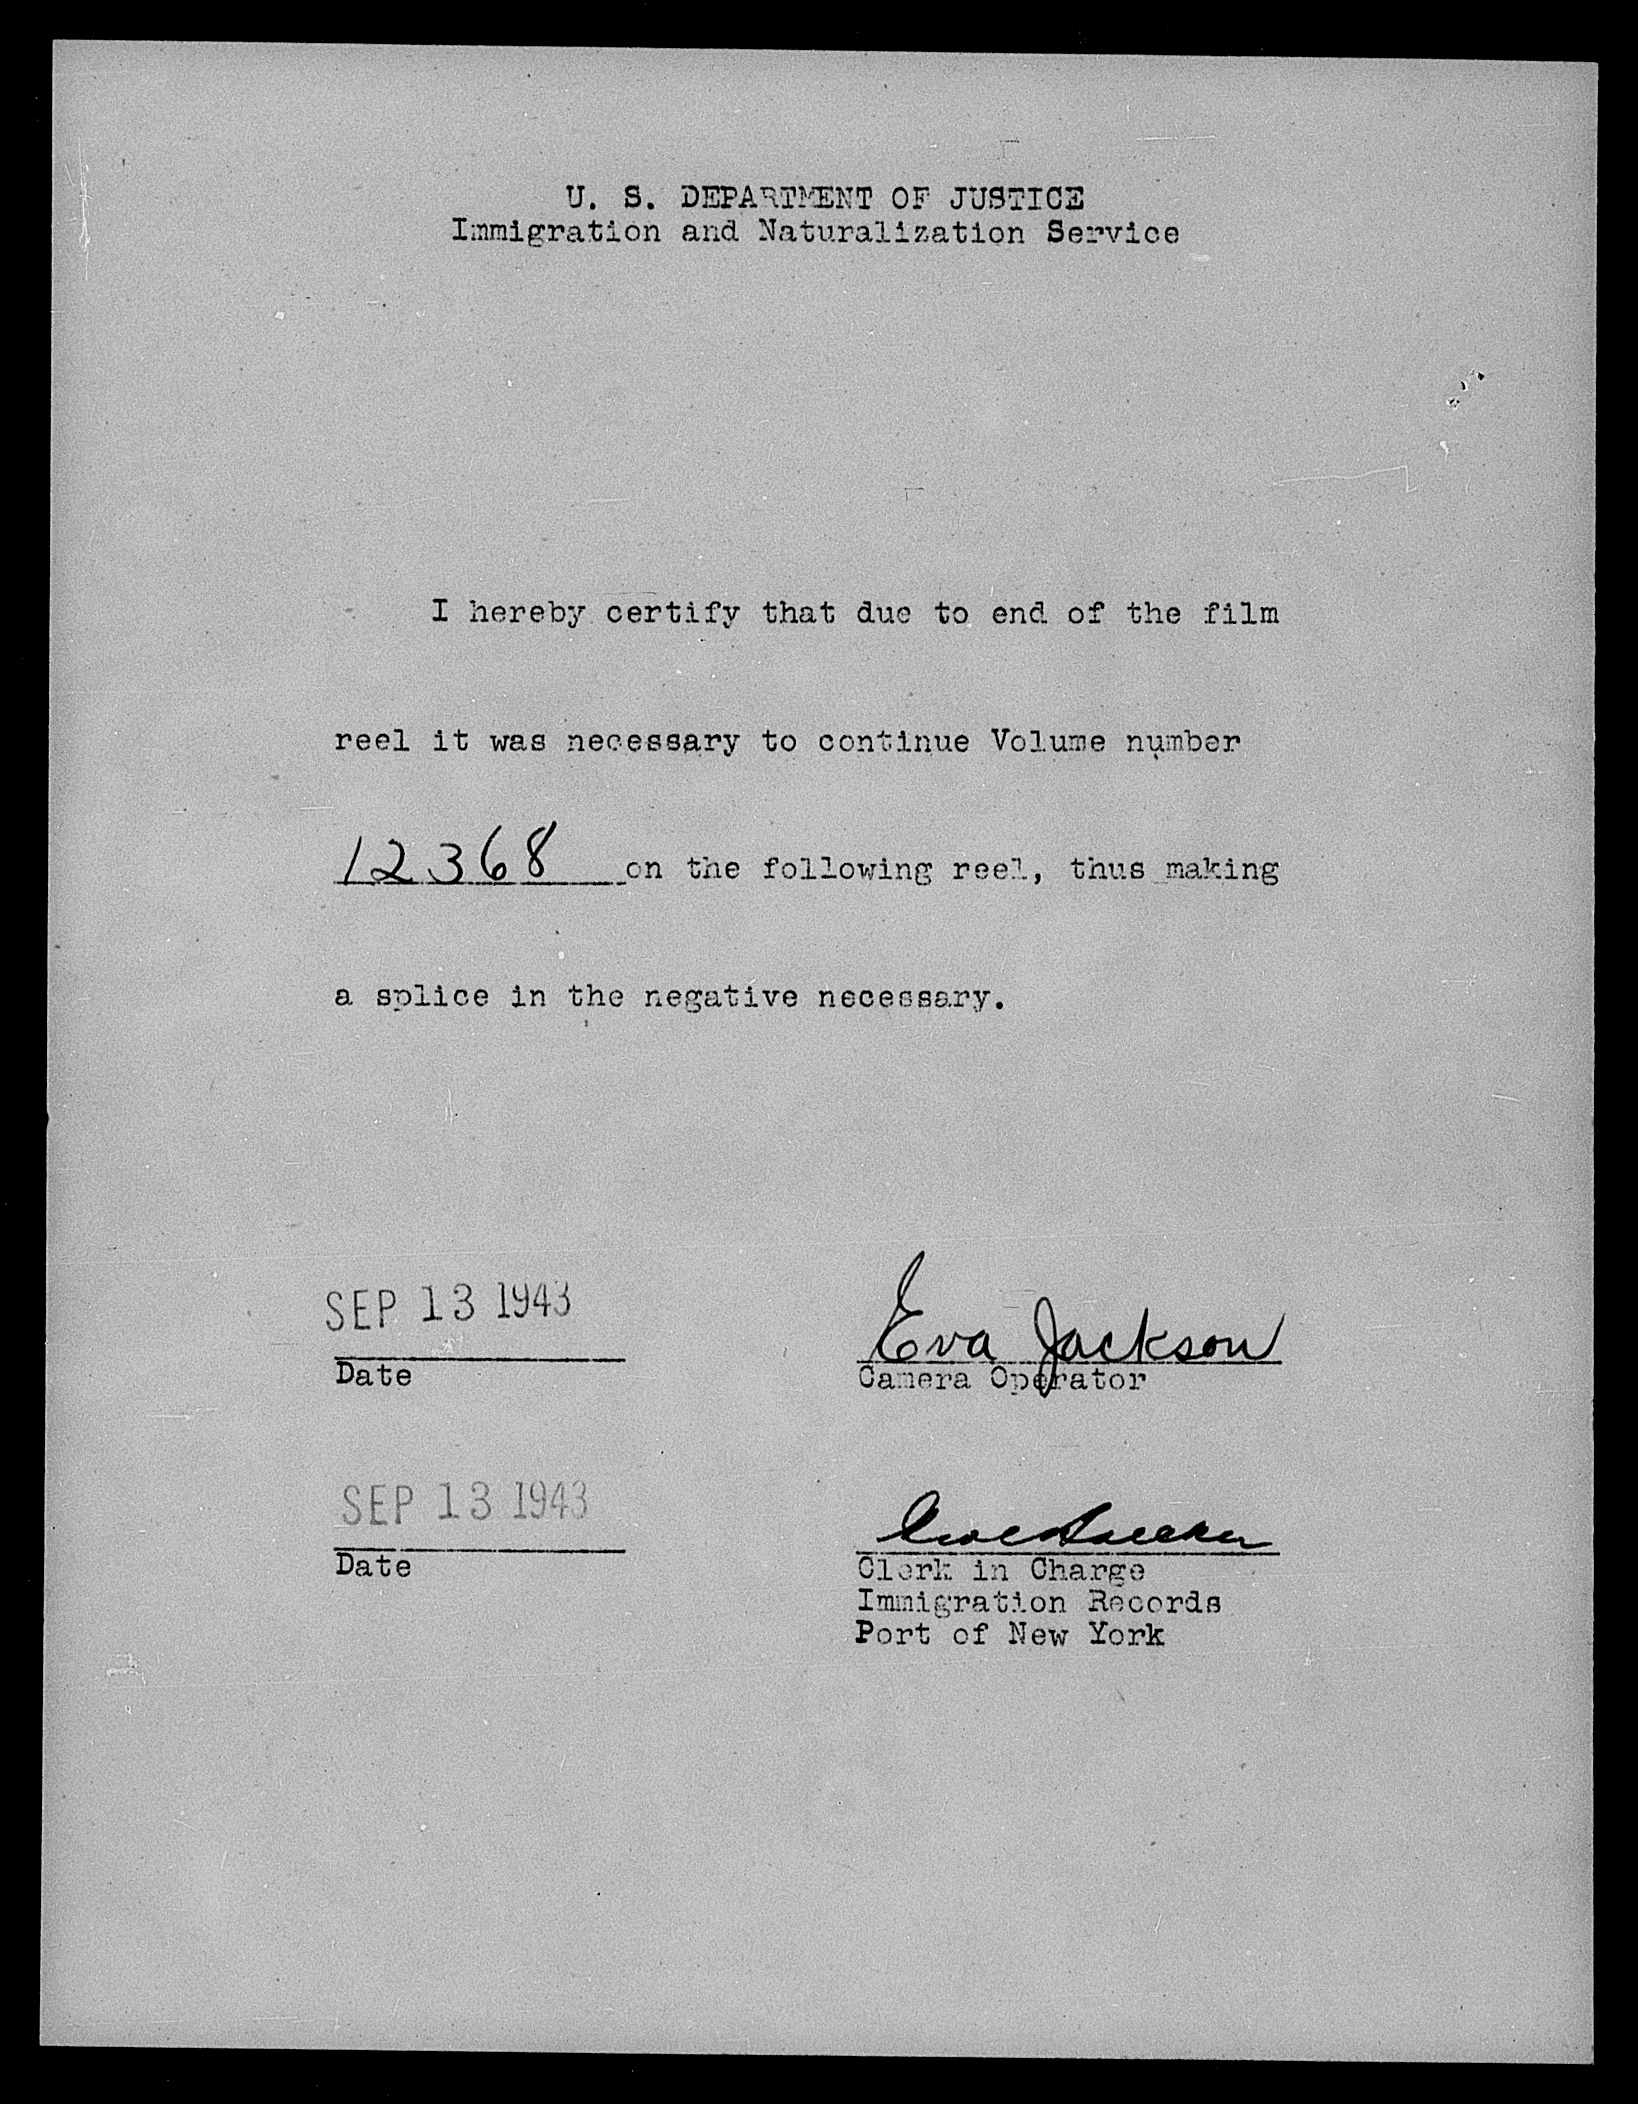 U. S. DEPARTMENT OF JUSTICE
Immigration and Naturalization Service
I hereby certify that due to end of the film
reel it was necessary to continue Volume number
12368 on the following reel, thus making
a splice in the negative necessary.
SEP 13 1943
Eva Jackson
Date
Camera Operator
SEP 13 1943
Date
Clerk in Charge
Immigration Records
Port of New York